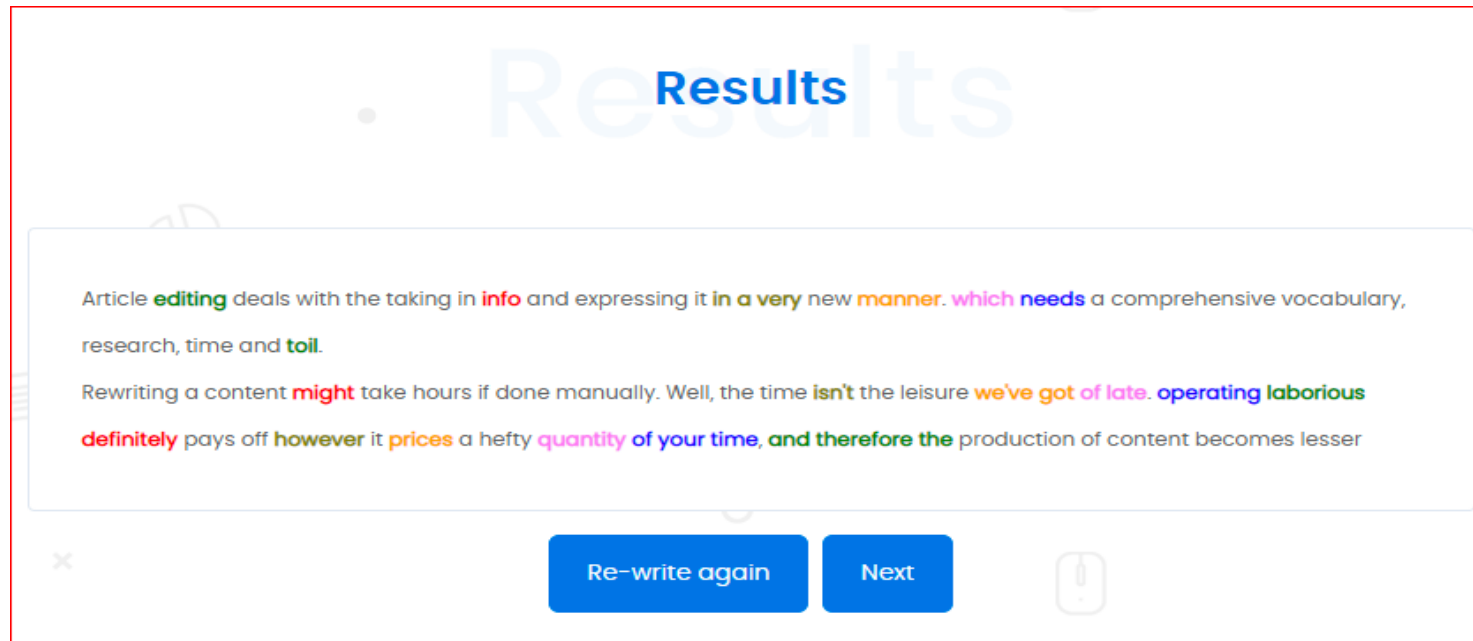 Results
Results
Article editing deals with the taking in info and expressing it in a very new manner. which needs a comprehensive vocabulary,
research, time and toil.
Rewriting a content might take hours if done manually. Well, the time isn't the leisure we've got of late. operating laborious
definitely pays off however it prices a hefty quantity of your time, and therefore the production of content becomes lesser
Re-write again
Next